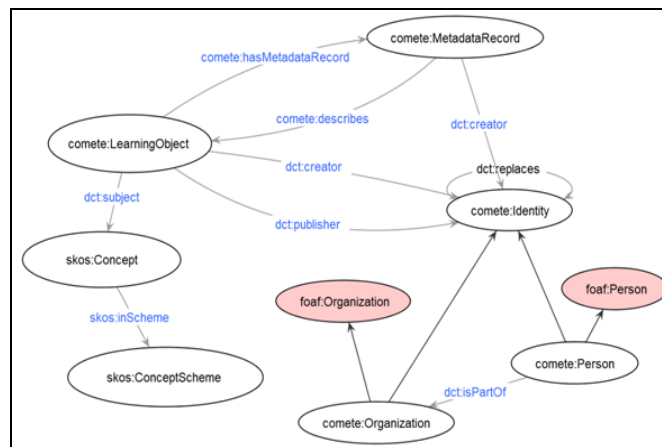 comete:MetadataRecord
comete:hasMetadataRecord
comete:describes
dct:creator
comete:LearningObject
dct:creator
dct:replaces
dct:subject
comete:Identity
dct:publisher
skos:Concept
foaf:Organization
foaf:Person
skos:inScheme
comete:Person
skos:ConceptScheme
dct:isPartOf
comete:Organization